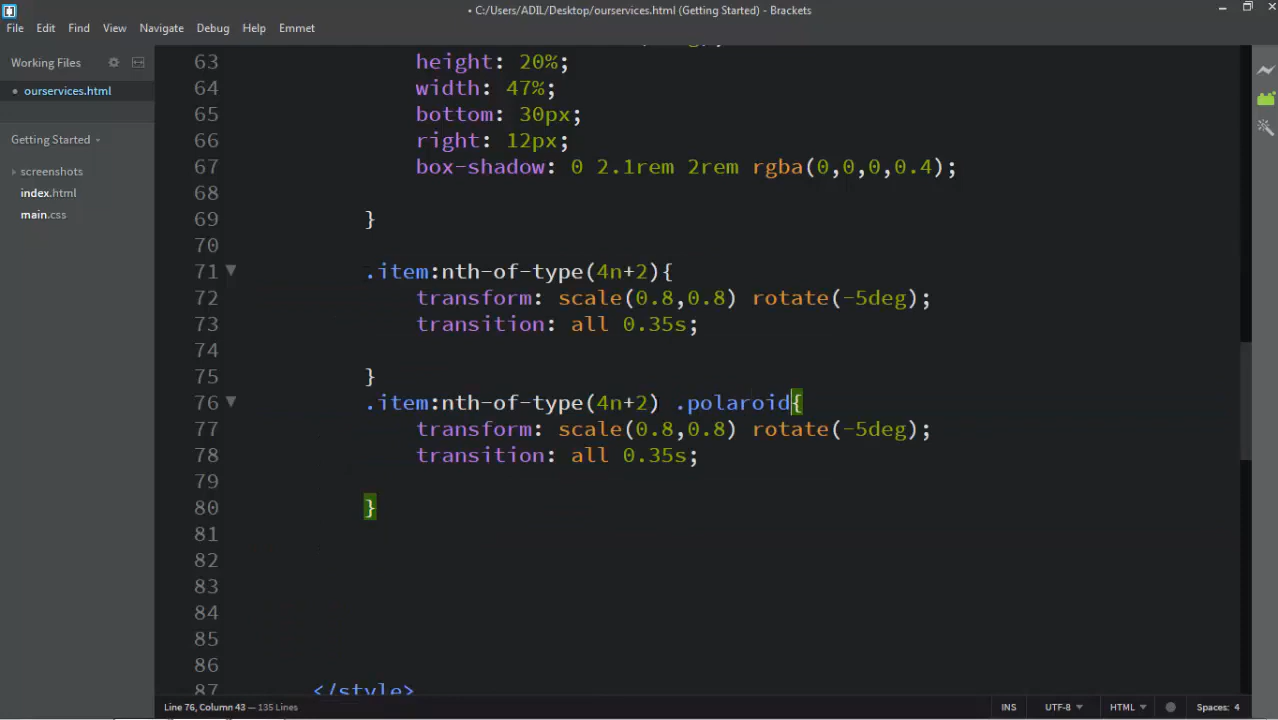 • C:/Users/ADIL/Desktop/ourservices.html (Getting Started) - Brackets
File Edit Find View Navigate Debug Help Emmet
Working Files
• ourservices.html
Getting Started
screenshots
index.html
main.css
63 height: 20%;
64 width: 47%;
65 bottom: 30px;
66 right: 12px;
67 box-shadow: 0 2.1rem 2rem rgba(0,0,0,0.4);
68
69 }
70
71 .item:nth-of-type(4n+2){
72 transform: scale(0.8,0.8) rotate(-5deg);
73 transition: all 0.35s;
74
75 }
76 .item:nth-of-type(4n+2) .polaroid{
77 transform: scale(0.8,0.8) rotate(-5deg);
78 transition: all 0.35s;
79
80 }
81
82
83
84
85
86
87 </style>
Line 76, Column 43 — 135 Lines INS UTF-8 HTML Spaces: 4